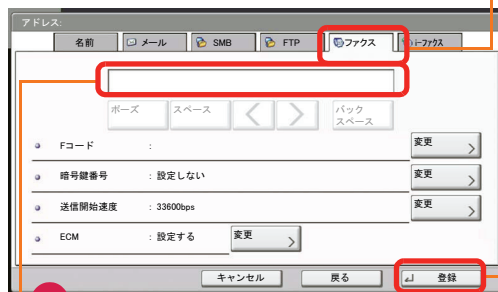 アドレス:
名前 メール SMB FTP ファクス i-ファクス
ポーズ スペース バックスペース
Fコード : 変更
暗号鍵番号 : 設定しない 変更
送信開始速度 : 33600bps 変更
ECM : 設定する 変更
キャンセル 戻る 登録